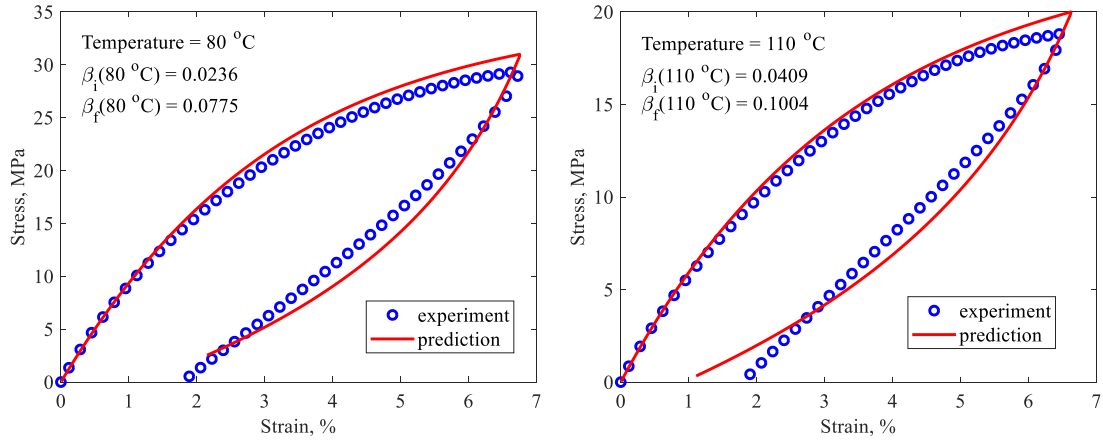 35
30
25
20
15
10
5
0
Stress, MPa
Temperature = 80 °C
βi(80 °C) = 0.0236
βf(80 °C) = 0.0775
experiment
prediction
0 1 2 3 4 5 6 7
Strain, %
20
15
10
5
0
Stress, MPa
Temperature = 110 °C
βi(110 °C) = 0.0409
βf(110 °C) = 0.1004
experiment
prediction
0 1 2 3 4 5 6 7
Strain, %